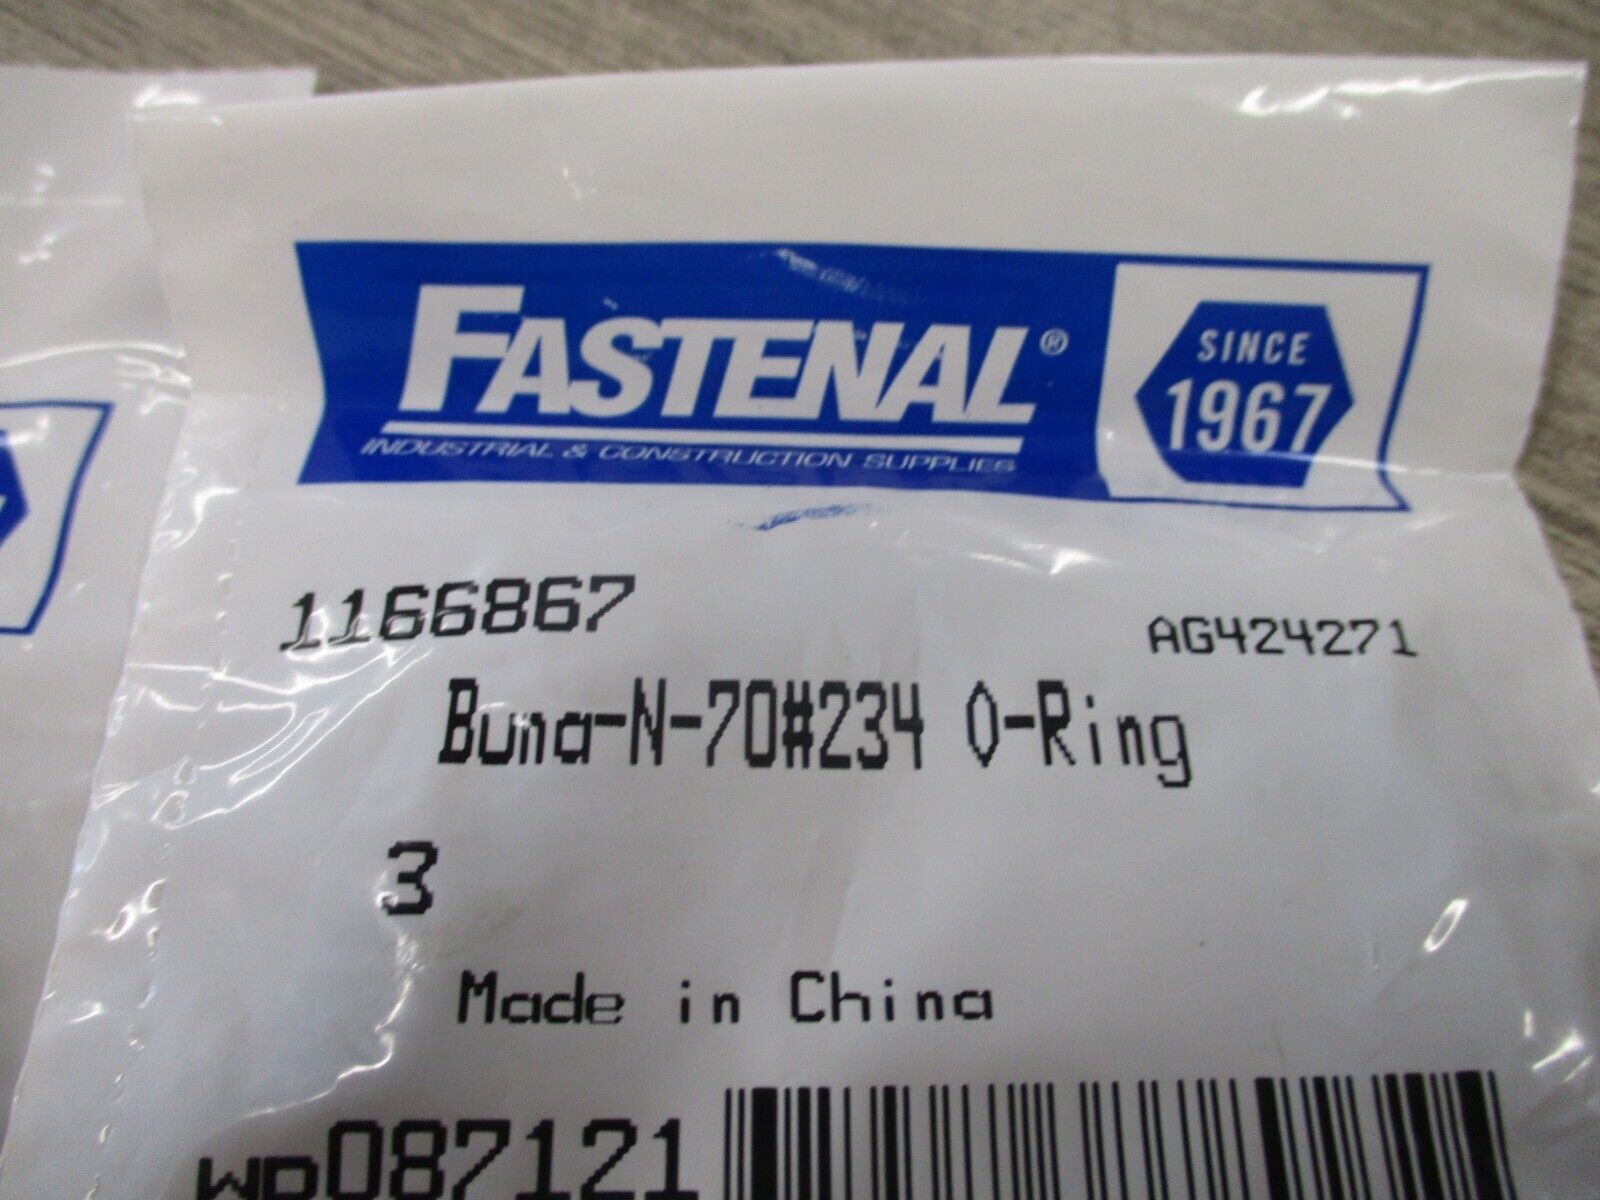 FASTENAL®
INDUSTRIAL & CONSTRUCTION SUPPLIES
SINCE
1967
1166867
AG424271
Buna-N-70#234 O-Ring
3
Made in China
wp087121